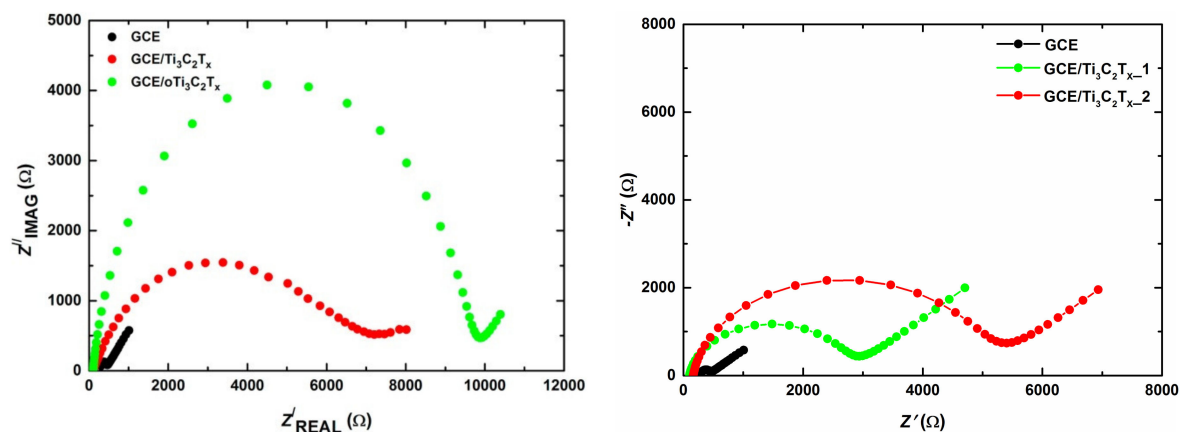 5000
4000
3000
2000
1000
0
0 2000 4000 6000 8000 10000 12000
Z//IMAG (Ω)
Z/REAL (Ω)
GCE
GCE/Ti3C2Tx
GCE/oTi3C2Tx
8000
6000
4000
2000
0
0 2000 4000 6000 8000
-Z″ (Ω)
Z′ (Ω)
GCE
GCE/Ti3C2Tx_1
GCE/Ti3C2Tx_2